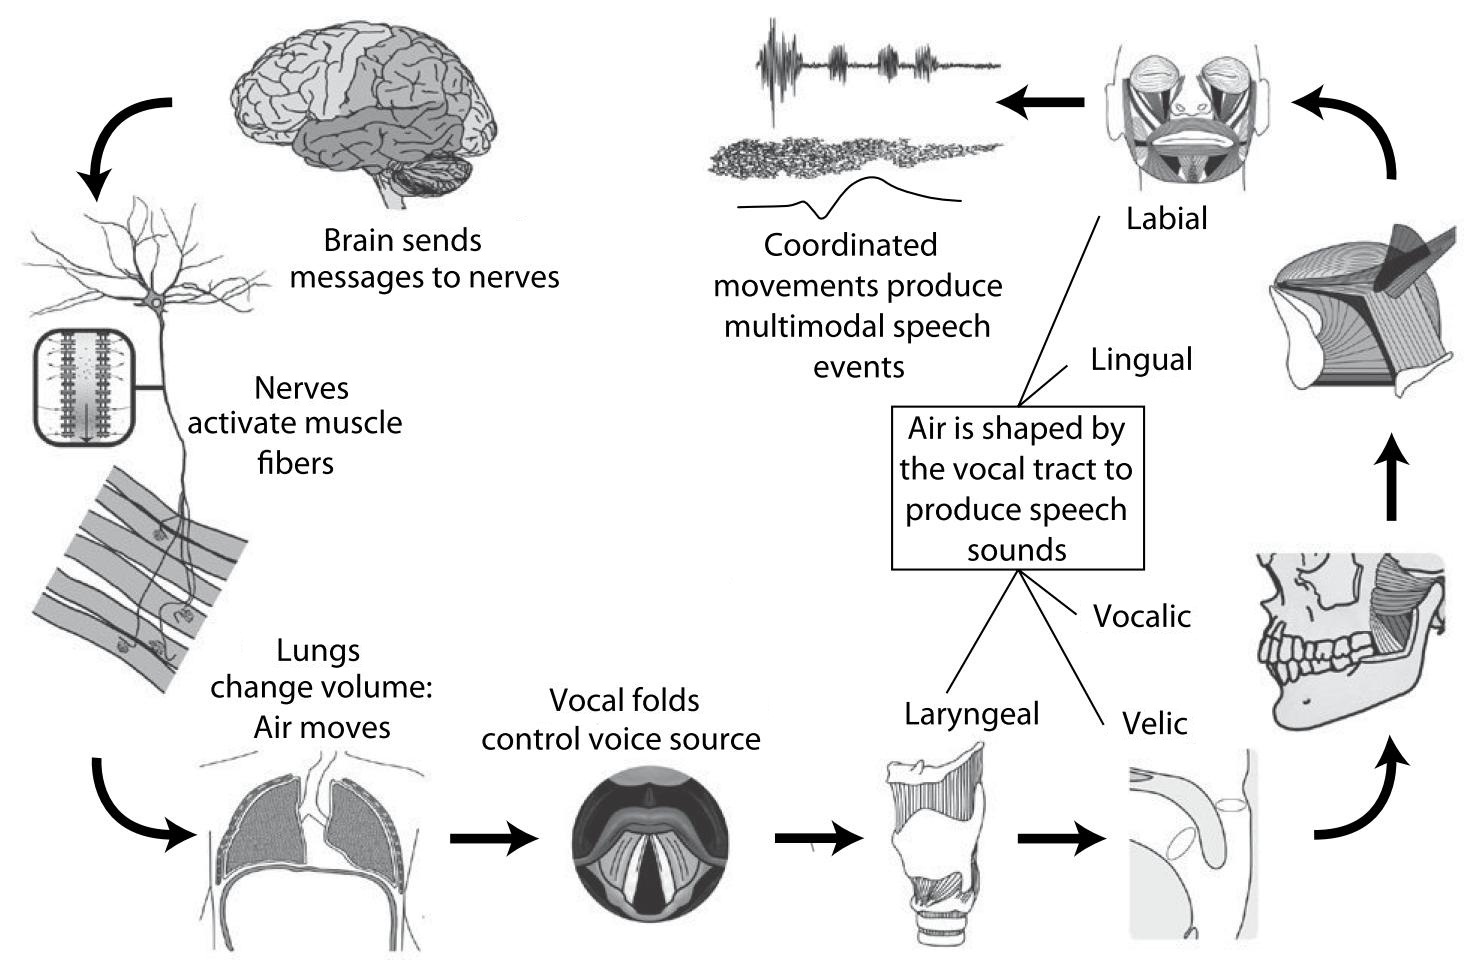 Brain sends
messages to nerves
Nerves
activate muscle
fibers
Lungs
change volume:
Air moves
Vocal folds
control voice source
Laryngeal
Velic
Vocalic
Air is shaped by
the vocal tract to
produce speech
sounds
Lingual
Labial
Coordinated
movements produce
multimodal speech
events